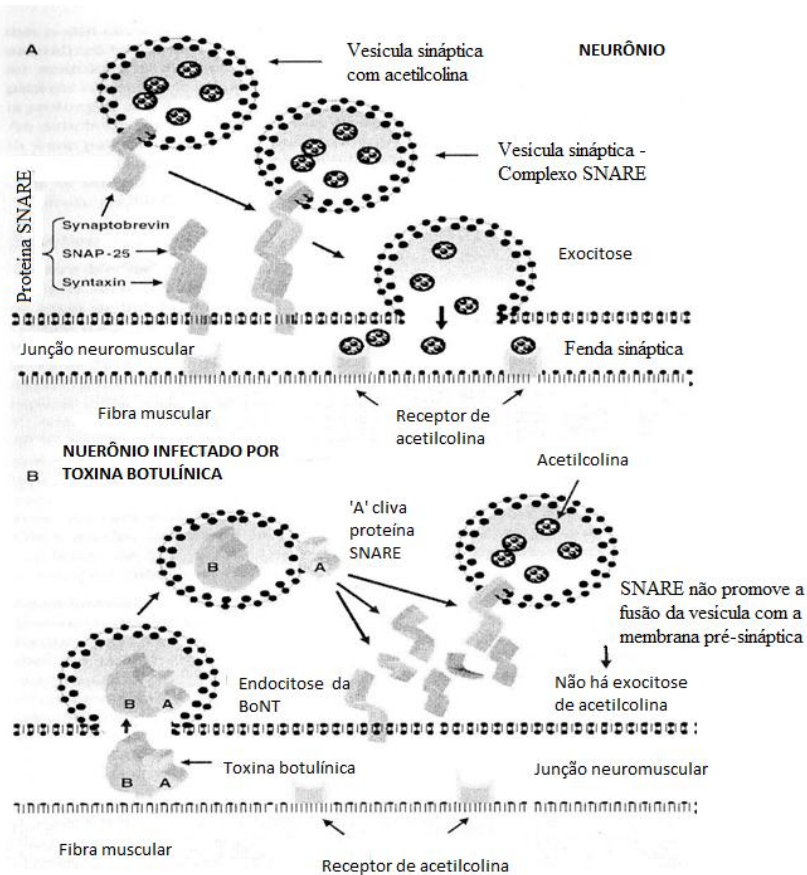 A
Vesícula sináptica
com acetilcolina
NEURÔNIO
Vesícula sináptica -
Complexo SNARE
Proteína SNARE
Synaptobrevin
SNAP-25
Syntaxin
Exocitose
Junção neuromuscular
Fenda sináptica
Fibra muscular
Receptor de
acetilcolina
B
NUERÔNIO INFECTADO POR
TOXINA BOTULÍNICA
Acetilcolina
'A' cliva
proteína
SNARE
B
A
SNARE não promove a
fusão da vesícula com a
membrana pré-sináptica
B A
Endocitose da
BoNT
Não há exocitose
de acetilcolina
B A
Toxina botulínica
Junção neuromuscular
Fibra muscular
Receptor de acetilcolina